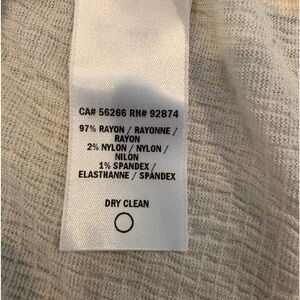 CA# 56266 RN# 92874
97% RAYON / RAYONNE /
RAYON
2% NYLON / NYLON /
NILON
1% SPANDEX /
ELASTHANNE / SPANDEX
DRY CLEAN